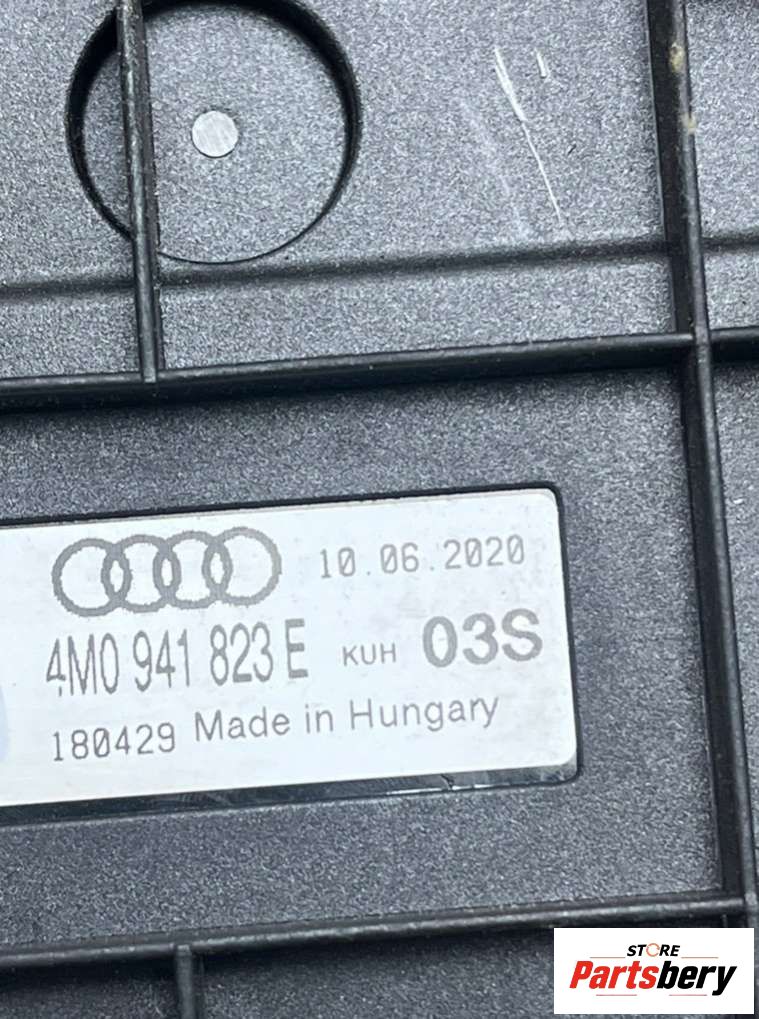 10.06.2020
4M0 941 823 E KUH 03S
180429 Made in Hungary
STORE
Partsbery